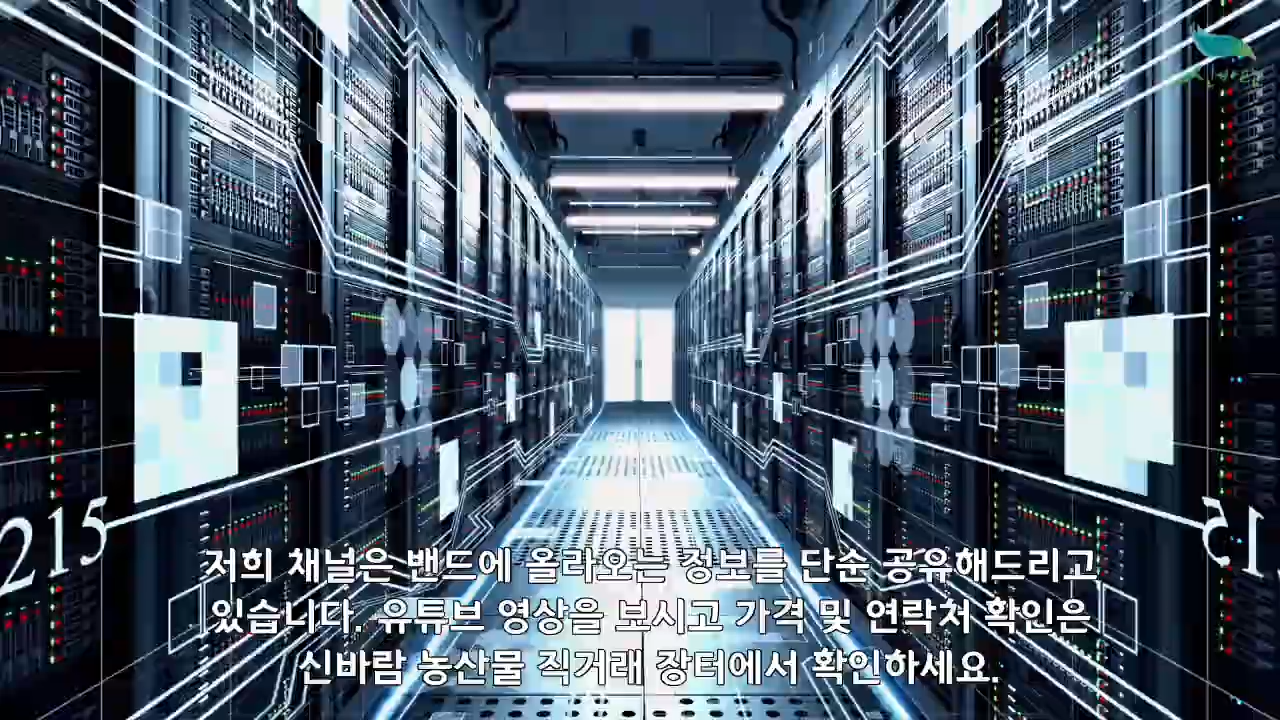 신바람
215
저희 채널은 밴드에 올라오는 정보를 단순 공유해드리고
있습니다. 유튜브 영상을 보시고 가격 및 연락처 확인은
신바람 농산물 직거래 장터에서 확인하세요.